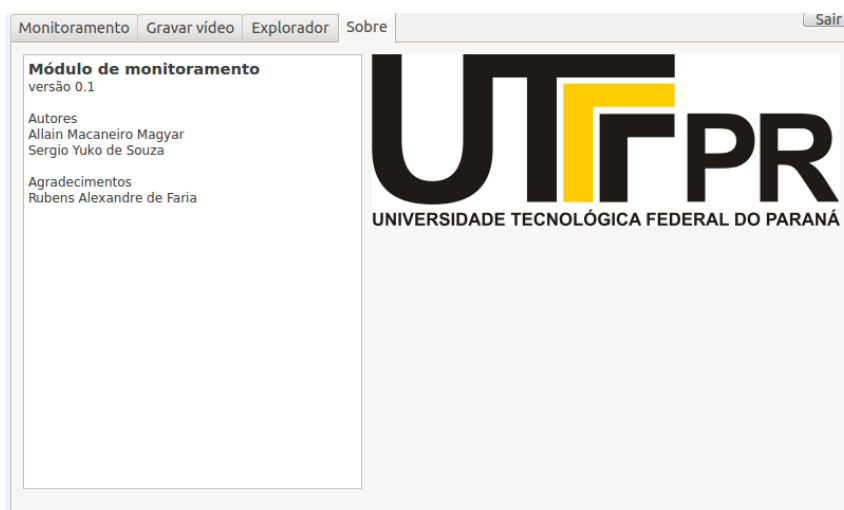 Monitoramento Gravar vídeo Explorador Sobre Sair
Módulo de monitoramento
versão 0.1
Autores
Allain Macaneiro Magyar
Sergio Yuko de Souza
Agradecimentos
Rubens Alexandre de Faria
UTFPR
UNIVERSIDADE TECNOLÓGICA FEDERAL DO PARANÁ